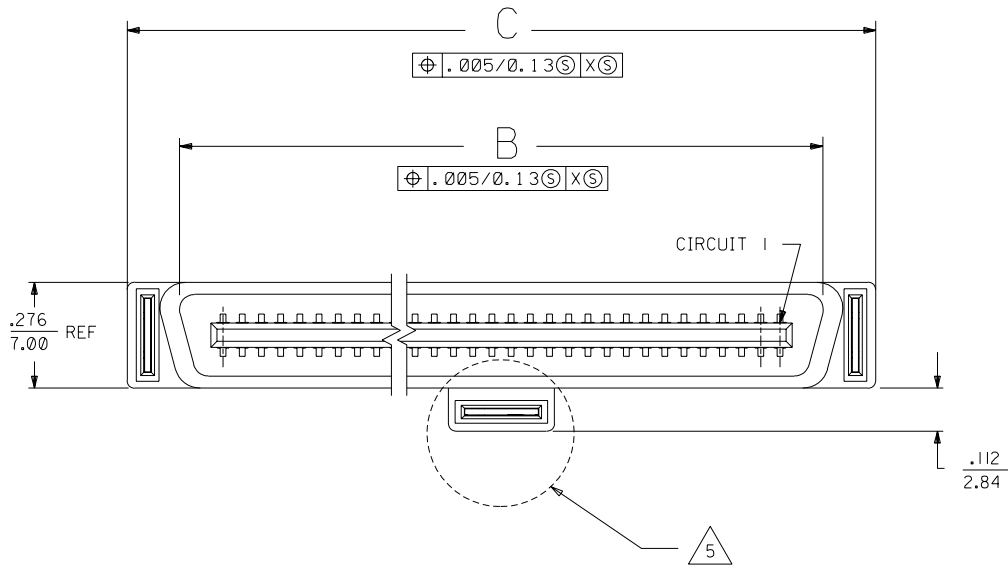 C
⌖ .005/0.13Ⓢ XⓈ
B
⌖ .005/0.13Ⓢ XⓈ
CIRCUIT 1
.276
7.00 REF
.112
2.84
5